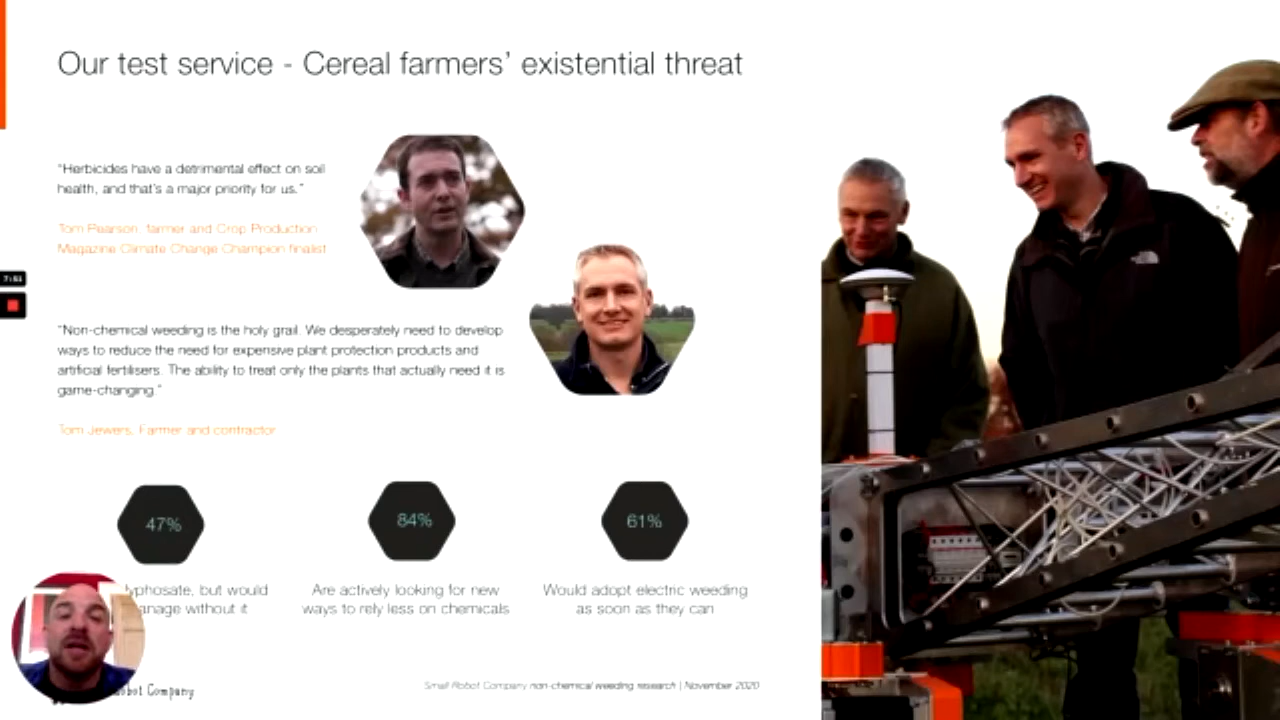 Our test service - Cereal farmers’ existential threat
“Herbicides have a detrimental effect on soil
health, and that’s a major priority for us.”
Tom Pearson, farmer and Crop Production
Magazine Climate Change Champion finalist
7:51
“Non-chemical weeding is the holy grail. We desperately need to develop
ways to reduce the need for expensive plant protection products and
artificial fertilisers. The ability to treat only the plants that actually need it is
game-changing.”
Tom Jewers, Farmer and contractor
47%
84%
61%
yphosate, but would
anage without it
Are actively looking for new
ways to rely less on chemicals
Would adopt electric weeding
as soon as they can
obot Company
Small Robot Company non-chemical weeding research | November 2020